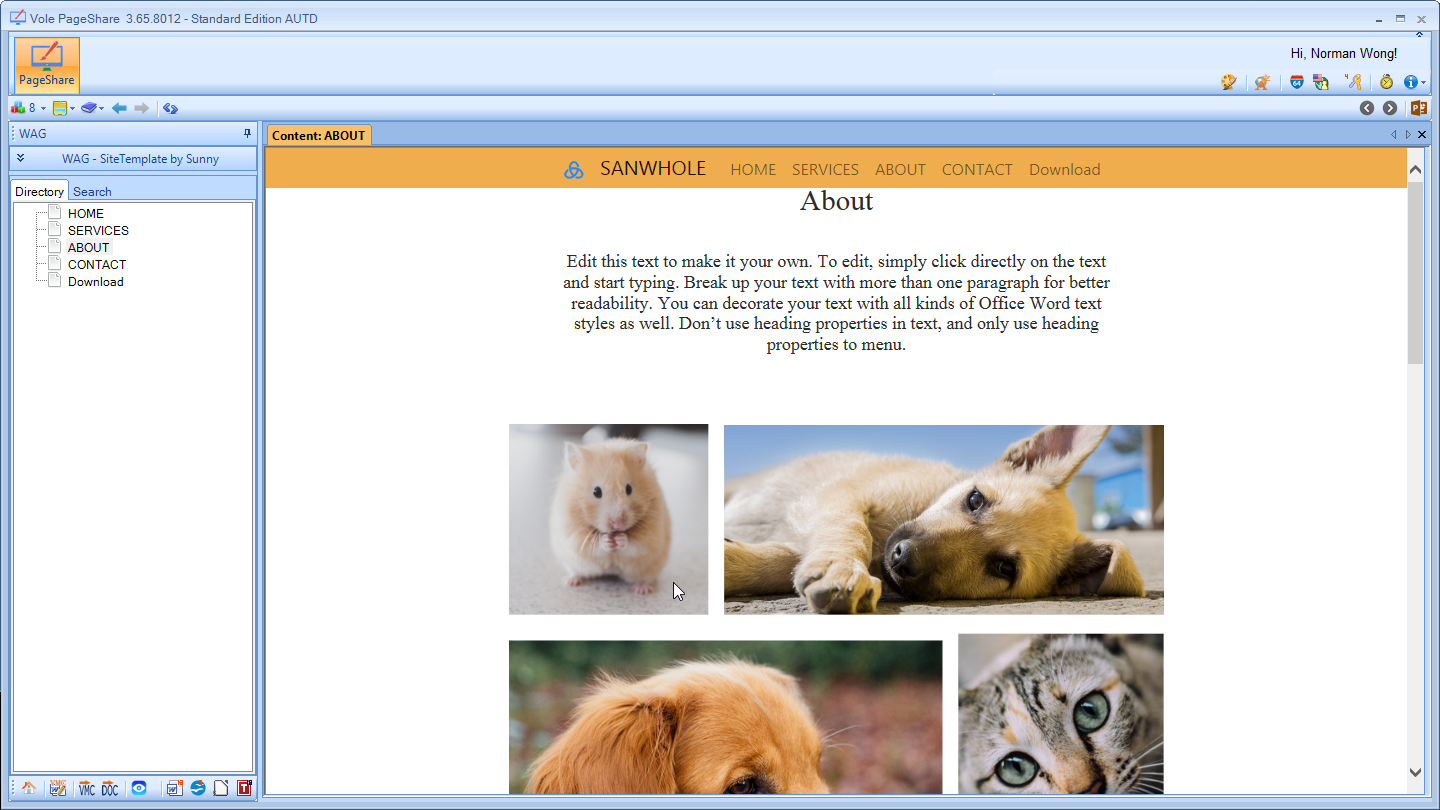 Vole PageShare 3.65.8012 - Standard Edition AUTD
PageShare
Hi, Norman Wong!
8
WAG
WAG - SiteTemplate by Sunny
Directory
Search
HOME
SERVICES
ABOUT
CONTACT
Download
Content: ABOUT
SANWHOLE
HOME
SERVICES
ABOUT
CONTACT
Download
About
Edit this text to make it your own. To edit, simply click directly on the text
and start typing. Break up your text with more than one paragraph for better
readability. You can decorate your text with all kinds of Office Word text
styles as well. Don’t use heading properties in text, and only use heading
properties to menu.
VMC
DOC